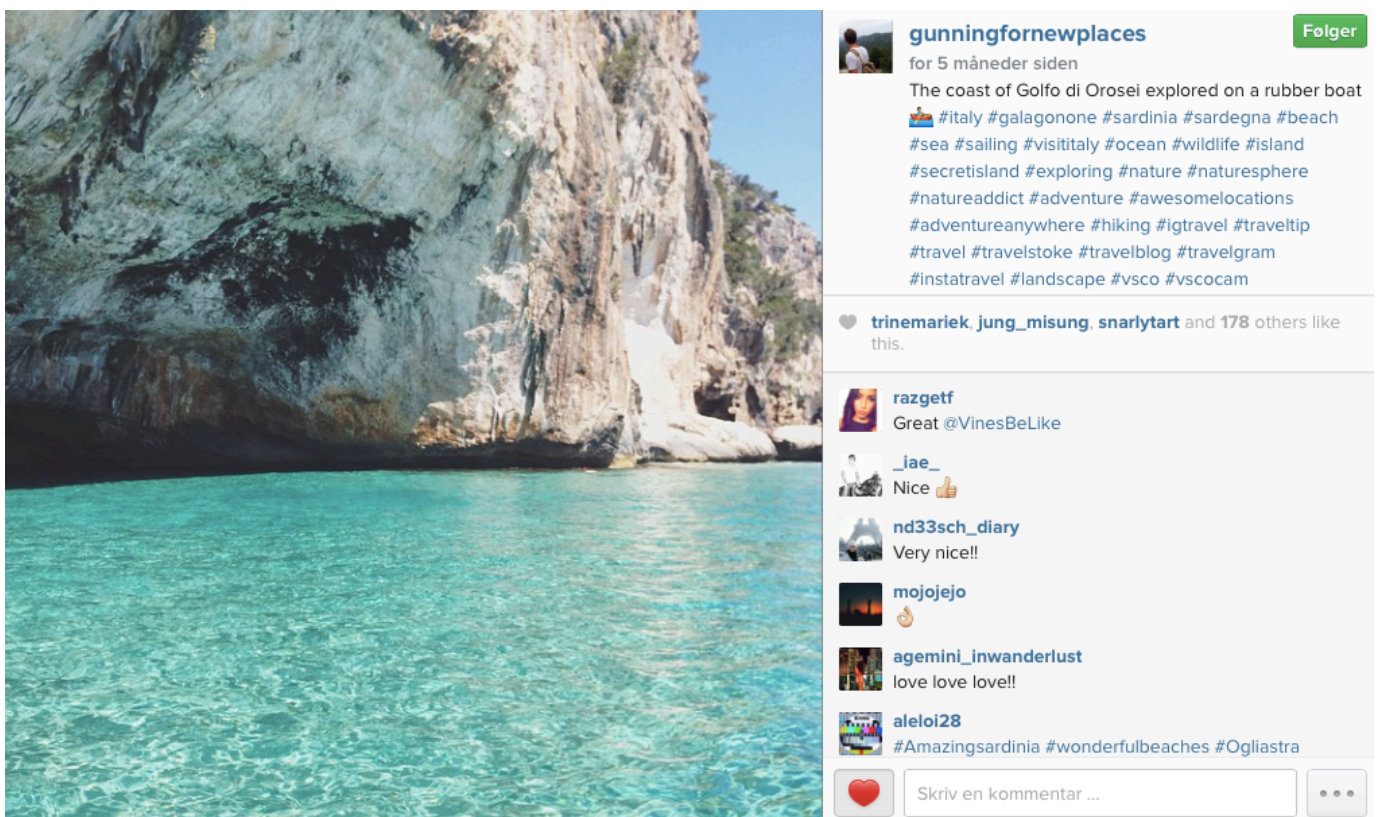 gunningfornewplaces
Følger
for 5 måneder siden
The coast of Golfo di Orosei explored on a rubber boat
🚣 #italy #galagonone #sardinia #sardegna #beach
#sea #sailing #visititaly #ocean #wildlife #island
#secretisland #exploring #nature #naturesphere
#natureaddict #adventure #awesomelocations
#adventureanywhere #hiking #igtravel #traveltip
#travel #travelstoke #travelblog #travelgram
#instatravel #landscape #vsco #vscocam
trinemariek, jung_misung, snarlytart and 178 others like
this.
razgetf
Great @VinesBeLike
_iae_
Nice 👍
nd33sch_diary
Very nice!!
mojojejo
👌
agemini_inwanderlust
love love love!!
aleloi28
#Amazingsardinia #wonderfulbeaches #Ogliastra
Skriv en kommentar ...